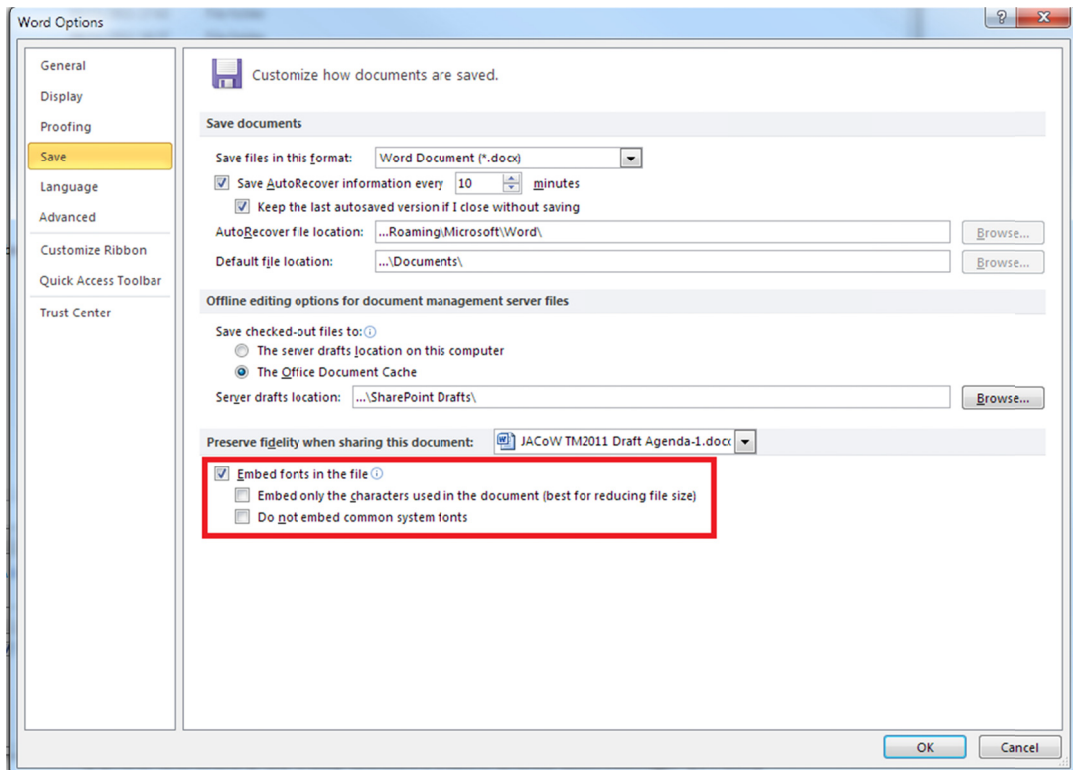 Word Options
General
Display
Proofing
Save
Language
Advanced
Customize Ribbon
Quick Access Toolbar
Trust Center
Customize how documents are saved.
Save documents
Save files in this format: Word Document (*.docx)
Save AutoRecover information every 10 minutes
Keep the last autosaved version if I close without saving
AutoRecover file location: ...Roaming\Microsoft\Word\ Browse...
Default file location: ...\Documents\ Browse...
Offline editing options for document management server files
Save checked-out files to:
The server drafts location on this computer
The Office Document Cache
Server drafts location: ...\SharePoint Drafts\ Browse...
Preserve fidelity when sharing this document: JACoW TM2011 Draft Agenda-1.docx
Embed fonts in the file
Embed only the characters used in the document (best for reducing file size)
Do not embed common system fonts
OK Cancel